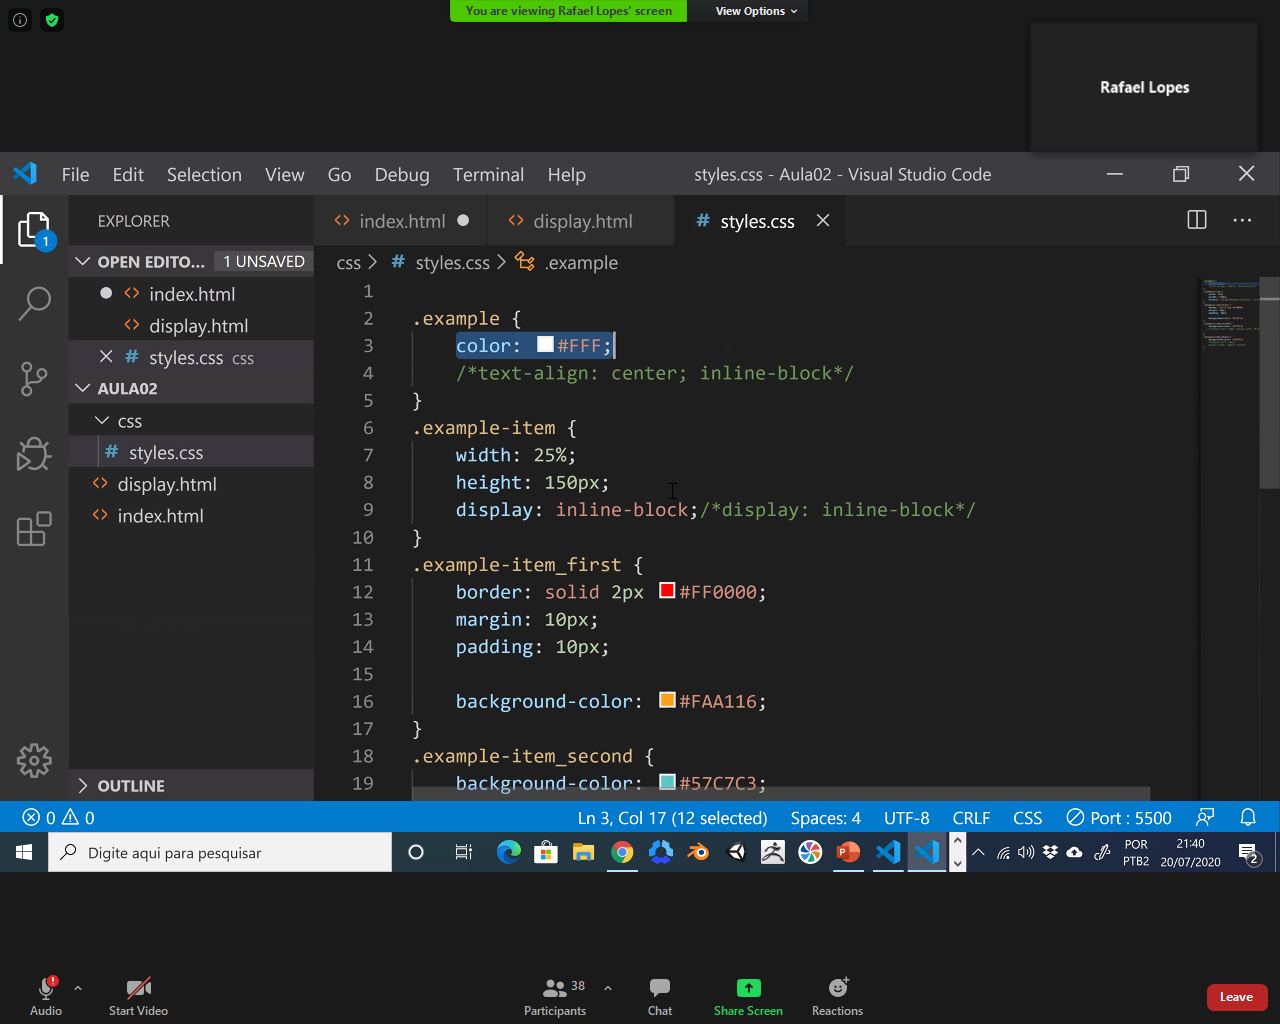 You are viewing Rafael Lopes' screen View Options
Rafael Lopes
File Edit Selection View Go Debug Terminal Help styles.css - Aula02 - Visual Studio Code
EXPLORER
index.html display.html # styles.css
OPEN EDITO... 1 UNSAVED
css > # styles.css > .example
index.html
display.html
# styles.css css
AULA02
css
# styles.css
display.html
index.html
OUTLINE
1
1
2 .example {
3 color: #FFF;
4 /*text-align: center; inline-block*/
5 }
6 .example-item {
7 width: 25%;
8 height: 150px;
9 display: inline-block;/*display: inline-block*/
10 }
11 .example-item_first {
12 border: solid 2px #FF0000;
13 margin: 10px;
14 padding: 10px;
15
16 background-color: #FAA116;
17 }
18 .example-item_second {
19 background-color: #57C7C3;
0 0 Ln 3, Col 17 (12 selected) Spaces: 4 UTF-8 CRLF CSS Port : 5500
Digite aqui para pesquisar
POR
PTB2
21:40
20/07/2020
2
Audio Start Video Participants 38 Chat Share Screen Reactions Leave